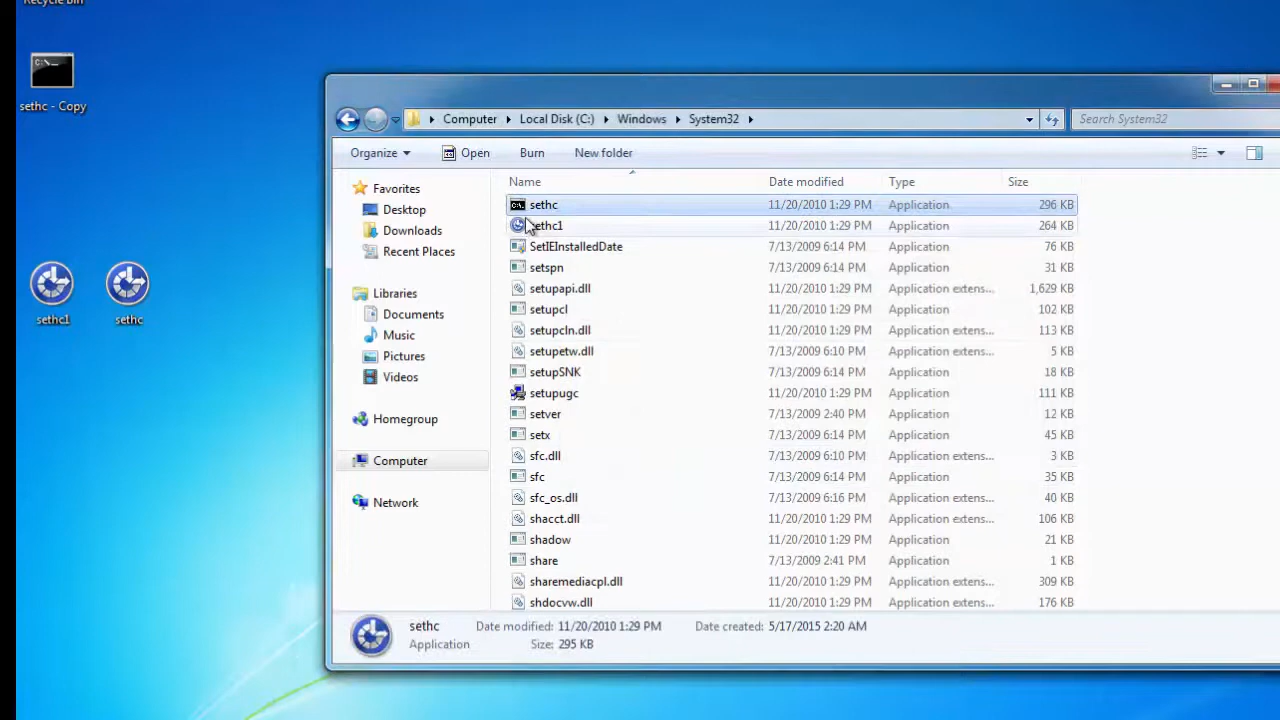 Recycle Bin
sethc - Copy
sethc1
sethc
Computer Local Disk (C:) Windows System32
Search System32
Organize Open Burn New folder
Favorites
Desktop
Downloads
Recent Places
Libraries
Documents
Music
Pictures
Videos
Homegroup
Computer
Network
Name Date modified Type Size
sethc 11/20/2010 1:29 PM Application 296 KB
sethc1 11/20/2010 1:29 PM Application 264 KB
SetIEInstalledDate 7/13/2009 6:14 PM Application 76 KB
setspn 7/13/2009 6:14 PM Application 31 KB
setupapi.dll 11/20/2010 1:29 PM Application extens... 1,629 KB
setupcl 11/20/2010 1:29 PM Application 102 KB
setupcln.dll 11/20/2010 1:29 PM Application extens... 113 KB
setupetw.dll 7/13/2009 6:10 PM Application extens... 5 KB
setupSNK 7/13/2009 6:14 PM Application 18 KB
setupugc 11/20/2010 1:29 PM Application 111 KB
setver 7/13/2009 2:40 PM Application 12 KB
setx 7/13/2009 6:14 PM Application 45 KB
sfc.dll 7/13/2009 6:10 PM Application extens... 3 KB
sfc 7/13/2009 6:14 PM Application 35 KB
sfc_os.dll 7/13/2009 6:16 PM Application extens... 40 KB
shacct.dll 11/20/2010 1:29 PM Application extens... 106 KB
shadow 7/13/2009 6:14 PM Application 21 KB
share 7/13/2009 2:41 PM Application 1 KB
sharemediacpl.dll 11/20/2010 1:29 PM Application extens... 309 KB
shdocvw.dll 11/20/2010 1:29 PM Application extens... 176 KB
sethc Date modified: 11/20/2010 1:29 PM Date created: 5/17/2015 2:20 AM
Application Size: 295 KB